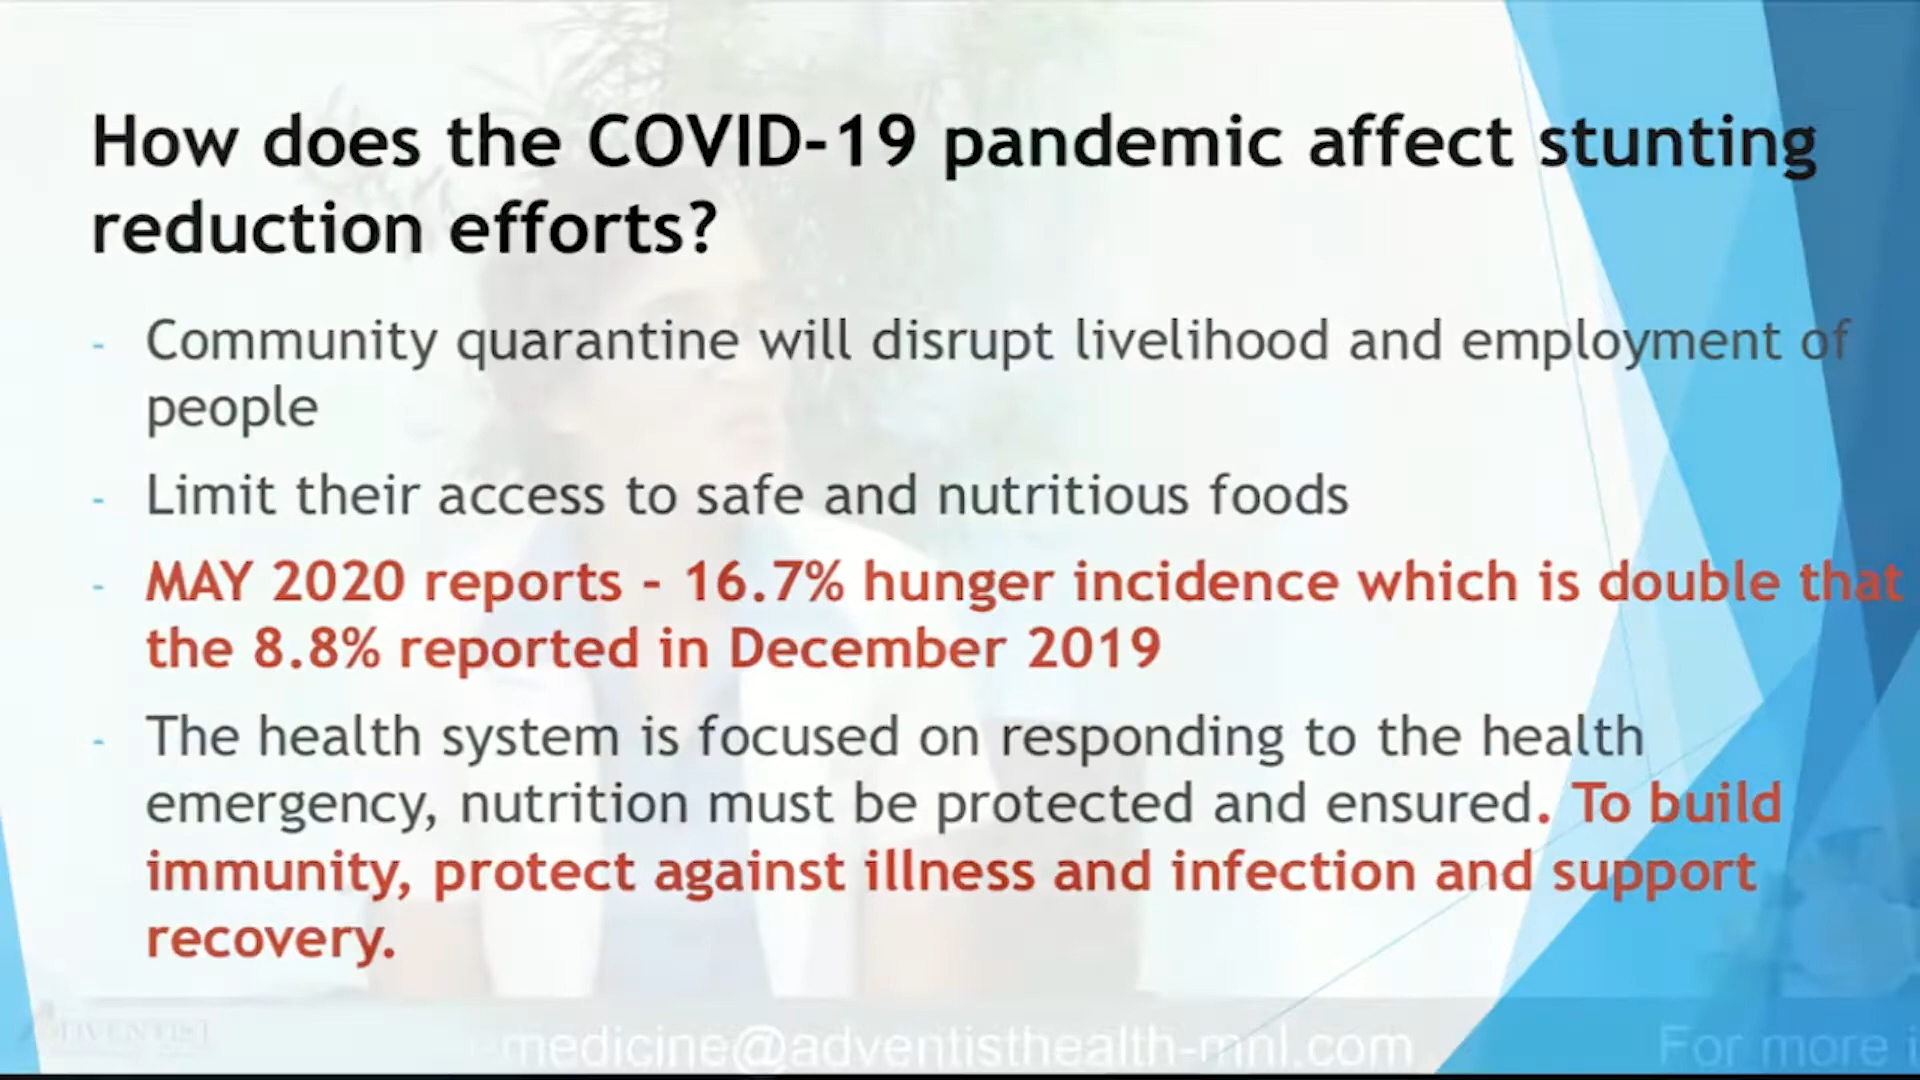 How does the COVID-19 pandemic affect stunting
reduction efforts?
- Community quarantine will disrupt livelihood and employment of
people
- Limit their access to safe and nutritious foods
- MAY 2020 reports - 16.7% hunger incidence which is double that
the 8.8% reported in December 2019
- The health system is focused on responding to the health
emergency, nutrition must be protected and ensured. To build
immunity, protect against illness and infection and support
recovery.
ADVENTIST
medicine@adventisthealth-mnl.com
For more